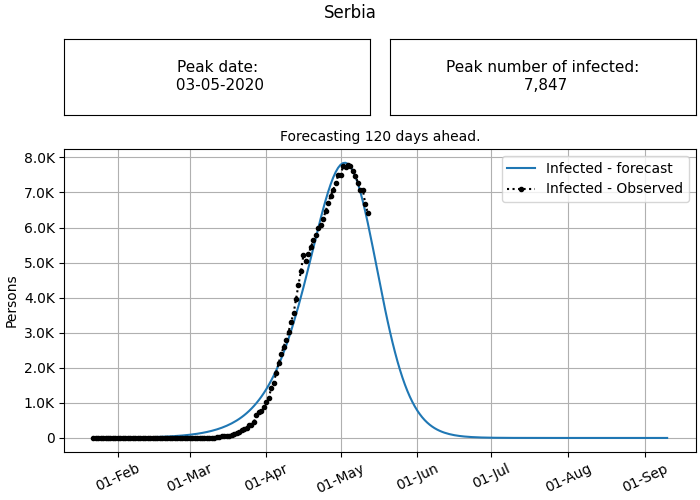 Serbia
Peak date:
03-05-2020
Peak number of infected:
7,847
Forecasting 120 days ahead.
8.0K
7.0K
6.0K
5.0K
4.0K
3.0K
2.0K
1.0K
0
Persons
Infected - forecast
Infected - Observed
01-Feb
01-Mar
01-Apr
01-May
01-Jun
01-Jul
01-Aug
01-Sep